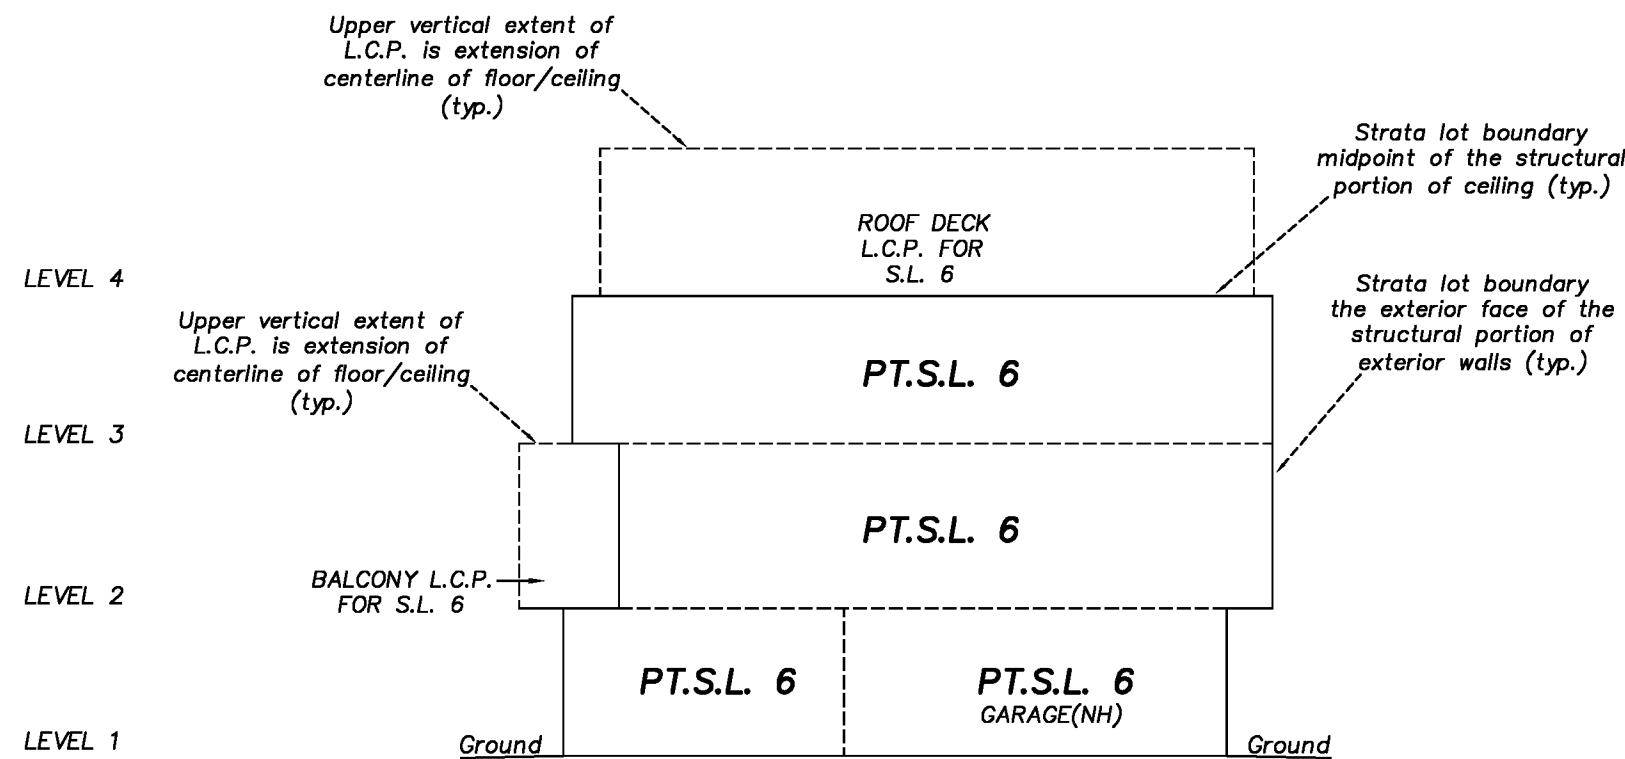 Upper vertical extent of
L.C.P. is extension of
centerline of floor/ceiling
(typ.)
Strata lot boundary
midpoint of the structural
portion of ceiling (typ.)
ROOF DECK
L.C.P. FOR
S.L. 6
LEVEL 4
Strata lot boundary
the exterior face of the
structural portion of
exterior walls (typ.)
Upper vertical extent of
L.C.P. is extension of
centerline of floor/ceiling
(typ.)
PT.S.L. 6
LEVEL 3
PT.S.L. 6
BALCONY L.C.P.
FOR S.L. 6
LEVEL 2
PT.S.L. 6
PT.S.L. 6
GARAGE(NH)
LEVEL 1
Ground
Ground